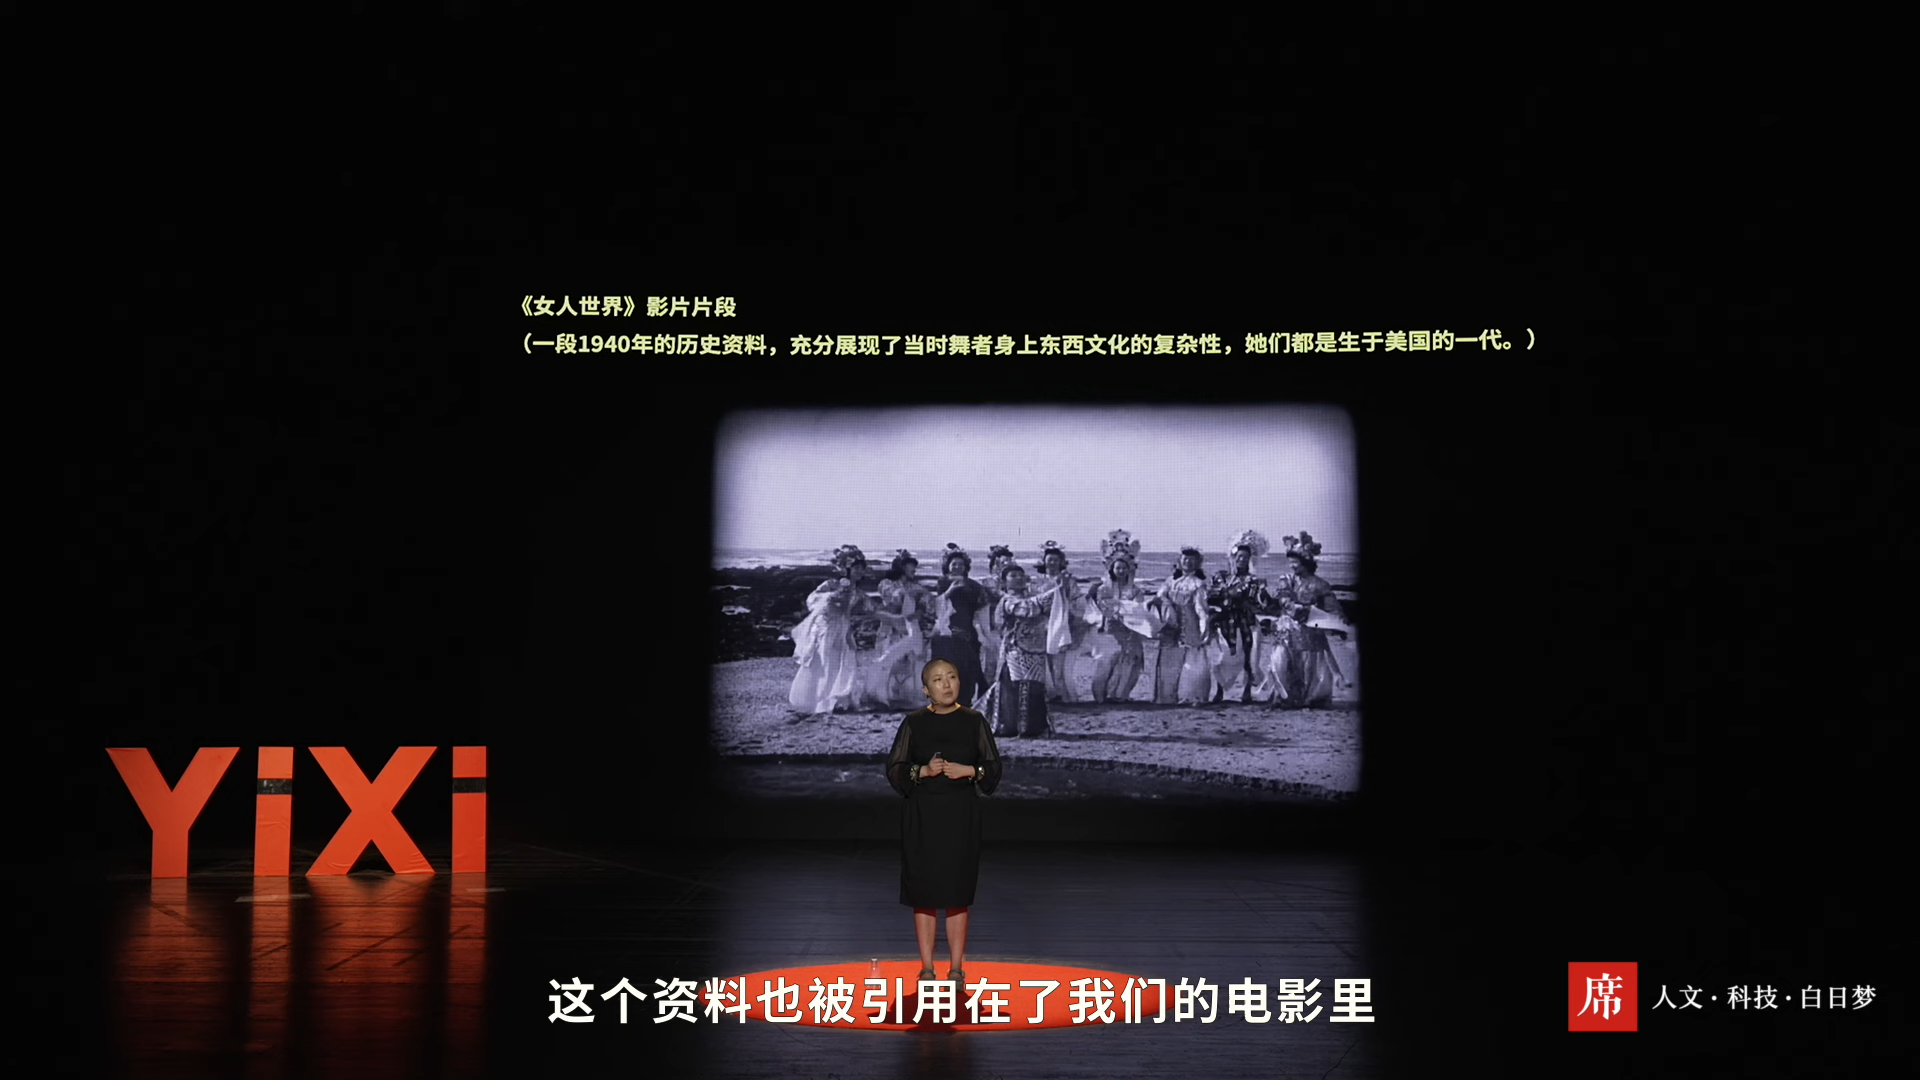 《女人世界》影片片段
（一段1940年的历史资料，充分展现了当时舞者身上东西文化的复杂性，她们都是生于美国的一代。）
YiXi
这个资料也被引用在了我们的电影里
席 人文·科技·白日梦